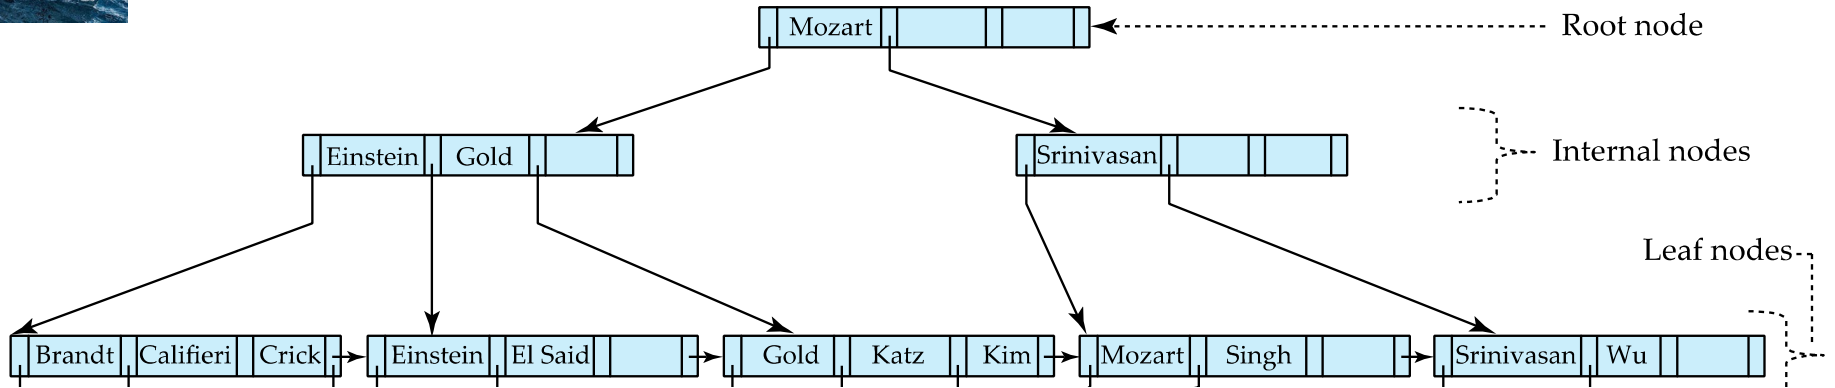 Mozart
Root node
Einstein Gold
Srinivasan
Internal nodes
Leaf nodes
Brandt Califieri Crick
Einstein El Said
Gold Katz Kim
Mozart Singh
Srinivasan Wu